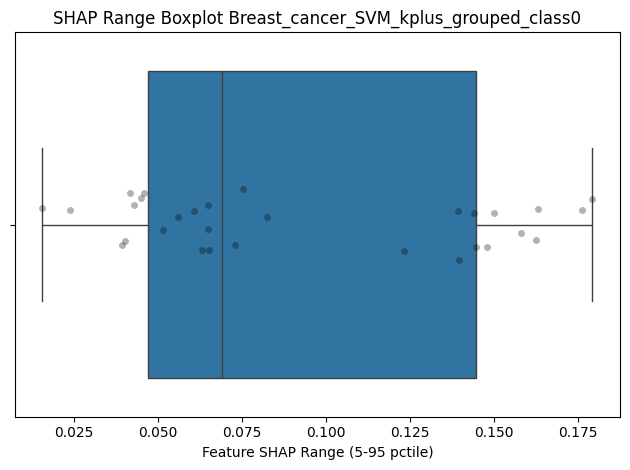 SHAP Range Boxplot Breast_cancer_SVM_kplus_grouped_class0
0.025 0.050 0.075 0.100 0.125 0.150 0.175
Feature SHAP Range (5-95 pctile)